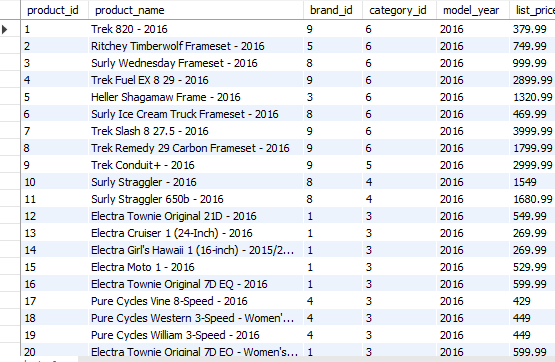 product_id product_name brand_id category_id model_year list_price
1 Trek 820 - 2016 9 6 2016 379.99
2 Ritchey Timberwolf Frameset - 2016 5 6 2016 749.99
3 Surly Wednesday Frameset - 2016 8 6 2016 999.99
4 Trek Fuel EX 8 29 - 2016 9 6 2016 2899.99
5 Heller Shagamaw Frame - 2016 3 6 2016 1320.99
6 Surly Ice Cream Truck Frameset - 2016 8 6 2016 469.99
7 Trek Slash 8 27.5 - 2016 9 6 2016 3999.99
8 Trek Remedy 29 Carbon Frameset - 2016 9 6 2016 1799.99
9 Trek Conduit+ - 2016 9 5 2016 2999.99
10 Surly Straggler - 2016 8 4 2016 1549
11 Surly Straggler 650b - 2016 8 4 2016 1680.99
12 Electra Townie Original 21D - 2016 1 3 2016 549.99
13 Electra Cruiser 1 (24-Inch) - 2016 1 3 2016 269.99
14 Electra Girl's Hawaii 1 (16-inch) - 2015/2... 1 3 2016 269.99
15 Electra Moto 1 - 2016 1 3 2016 529.99
16 Electra Townie Original 7D EQ - 2016 1 3 2016 599.99
17 Pure Cycles Vine 8-Speed - 2016 4 3 2016 429
18 Pure Cycles Western 3-Speed - Women'... 4 3 2016 449
19 Pure Cycles William 3-Speed - 2016 4 3 2016 449
20 Electra Townie Original 7D EQ - Women's... 1 3 2016 599.99